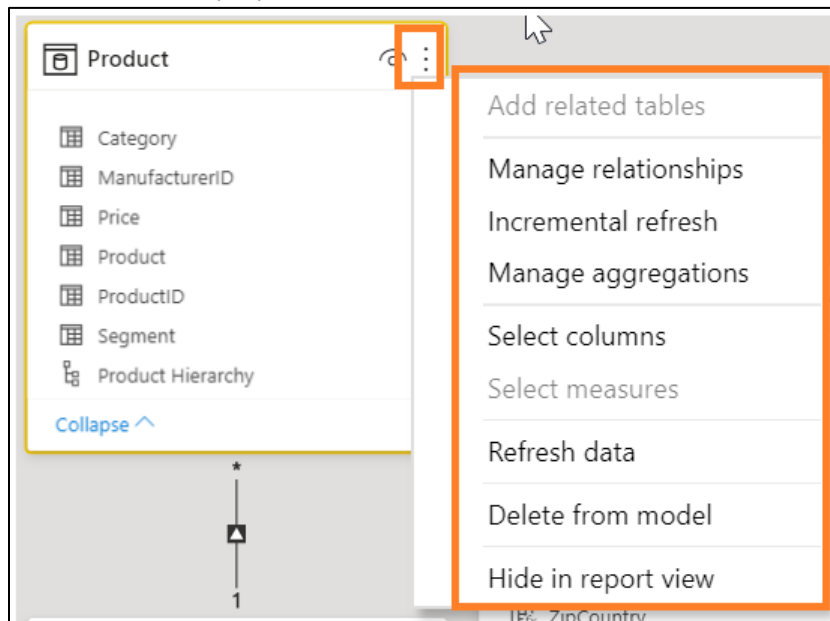 Product
Category
ManufacturerID
Price
Product
ProductID
Segment
Product Hierarchy
Collapse
*
1
Add related tables
Manage relationships
Incremental refresh
Manage aggregations
Select columns
Select measures
Refresh data
Delete from model
Hide in report view
ZipCountry